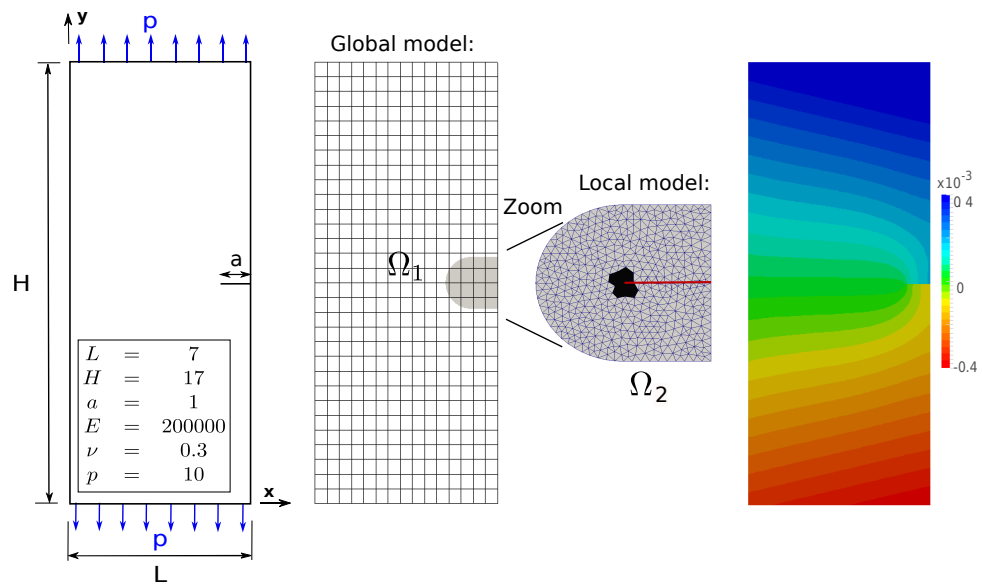 y
p
H
a
L = 7
H = 17
a = 1
E = 200000
ν = 0.3
p = 10
x
p
L
Global model:
Ω₁
Zoom
Local model:
Ω₂
x10⁻³
0.4
0
-0.4